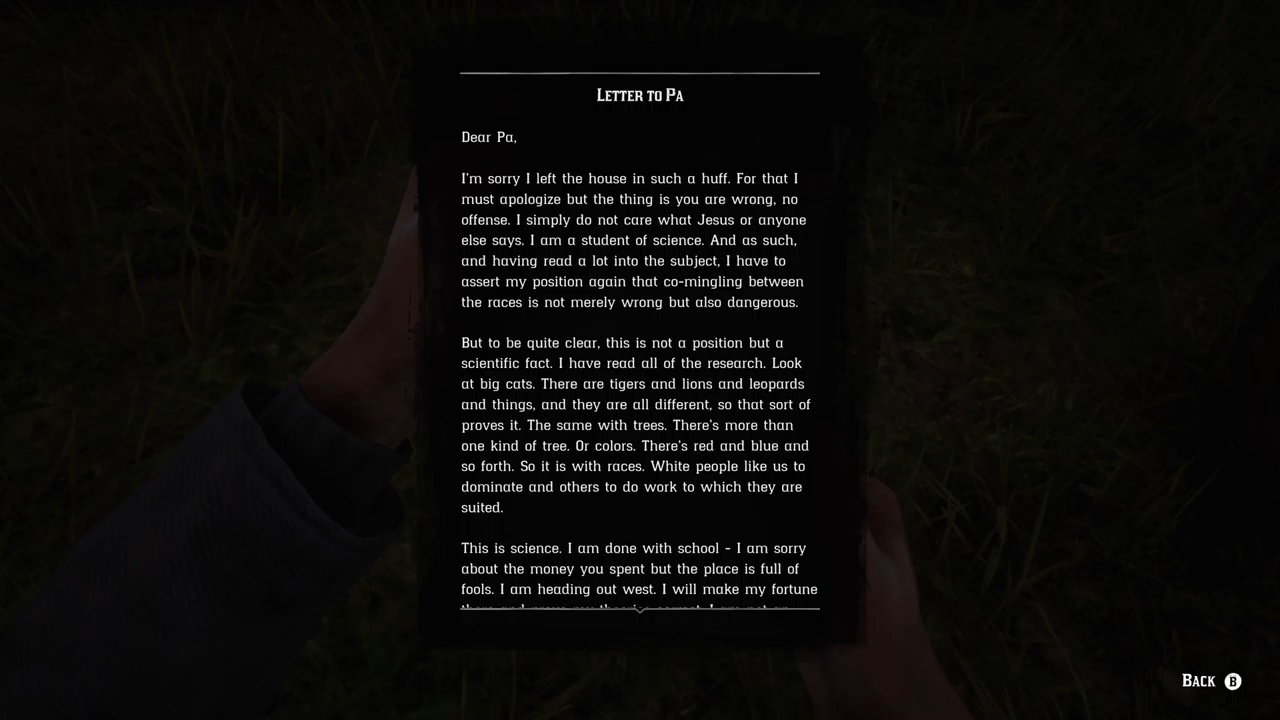 Letter to Pa
Dear Pa,
I'm sorry I left the house in such a huff. For that I
must apologize but the thing is you are wrong, no
offense. I simply do not care what Jesus or anyone
else says. I am a student of science. And as such,
and having read a lot into the subject, I have to
assert my position again that co-mingling between
the races is not merely wrong but also dangerous.
But to be quite clear, this is not a position but a
scientific fact. I have read all of the research. Look
at big cats. There are tigers and lions and leopards
and things, and they are all different, so that sort of
proves it. The same with trees. There's more than
one kind of tree. Or colors. There's red and blue and
so forth. So it is with races. White people like us to
dominate and others to do work to which they are
suited.
This is science. I am done with school - I am sorry
about the money you spent but the place is full of
fools. I am heading out west. I will make my fortune
Back B